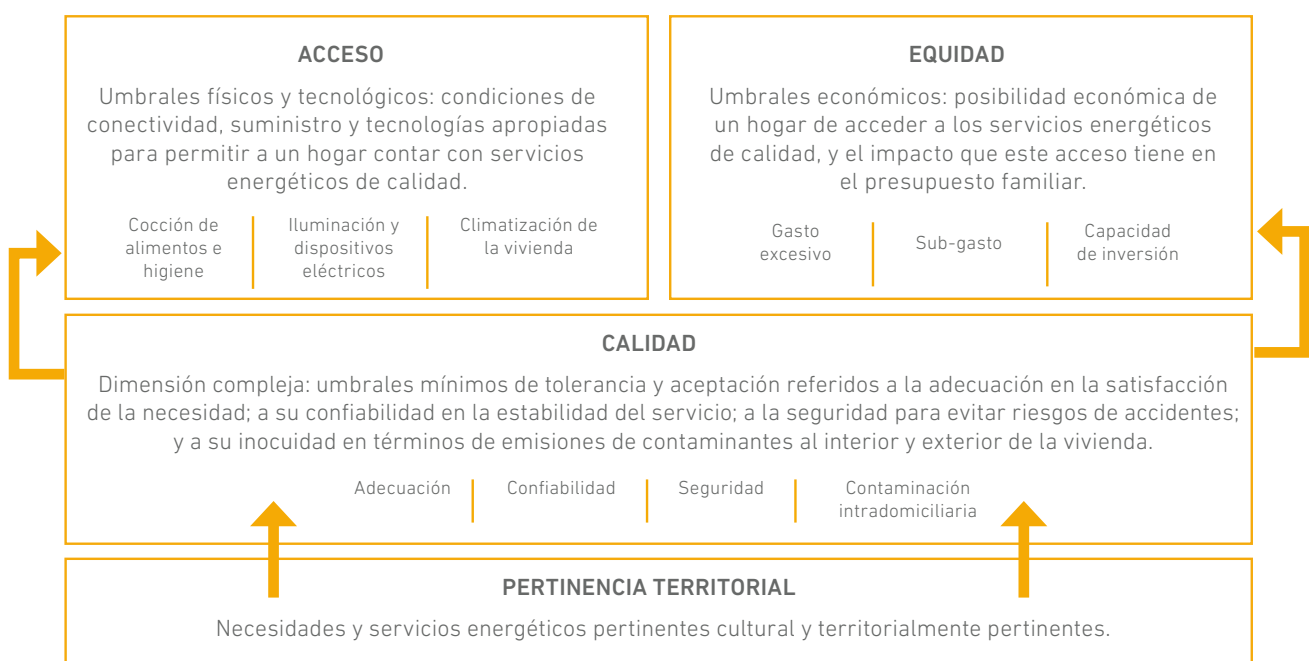 ACCESO
Umbrales físicos y tecnológicos: condiciones de
conectividad, suministro y tecnologías apropiadas
para permitir a un hogar contar con servicios
energéticos de calidad.
Cocción de
alimentos e
higiene
Iluminación y
dispositivos
eléctricos
Climatización de
la vivienda
EQUIDAD
Umbrales económicos: posibilidad económica de
un hogar de acceder a los servicios energéticos
de calidad, y el impacto que este acceso tiene en
el presupuesto familiar.
Gasto
excesivo
Sub-gasto
Capacidad
de inversión
CALIDAD
Dimensión compleja: umbrales mínimos de tolerancia y aceptación referidos a la adecuación en la satisfacción
de la necesidad; a su confiabilidad en la estabilidad del servicio; a la seguridad para evitar riesgos de accidentes;
y a su inocuidad en términos de emisiones de contaminantes al interior y exterior de la vivienda.
Adecuación
Confiabilidad
Seguridad
Contaminación
intradomiciliaria
PERTINENCIA TERRITORIAL
Necesidades y servicios energéticos pertinentes cultural y territorialmente pertinentes.